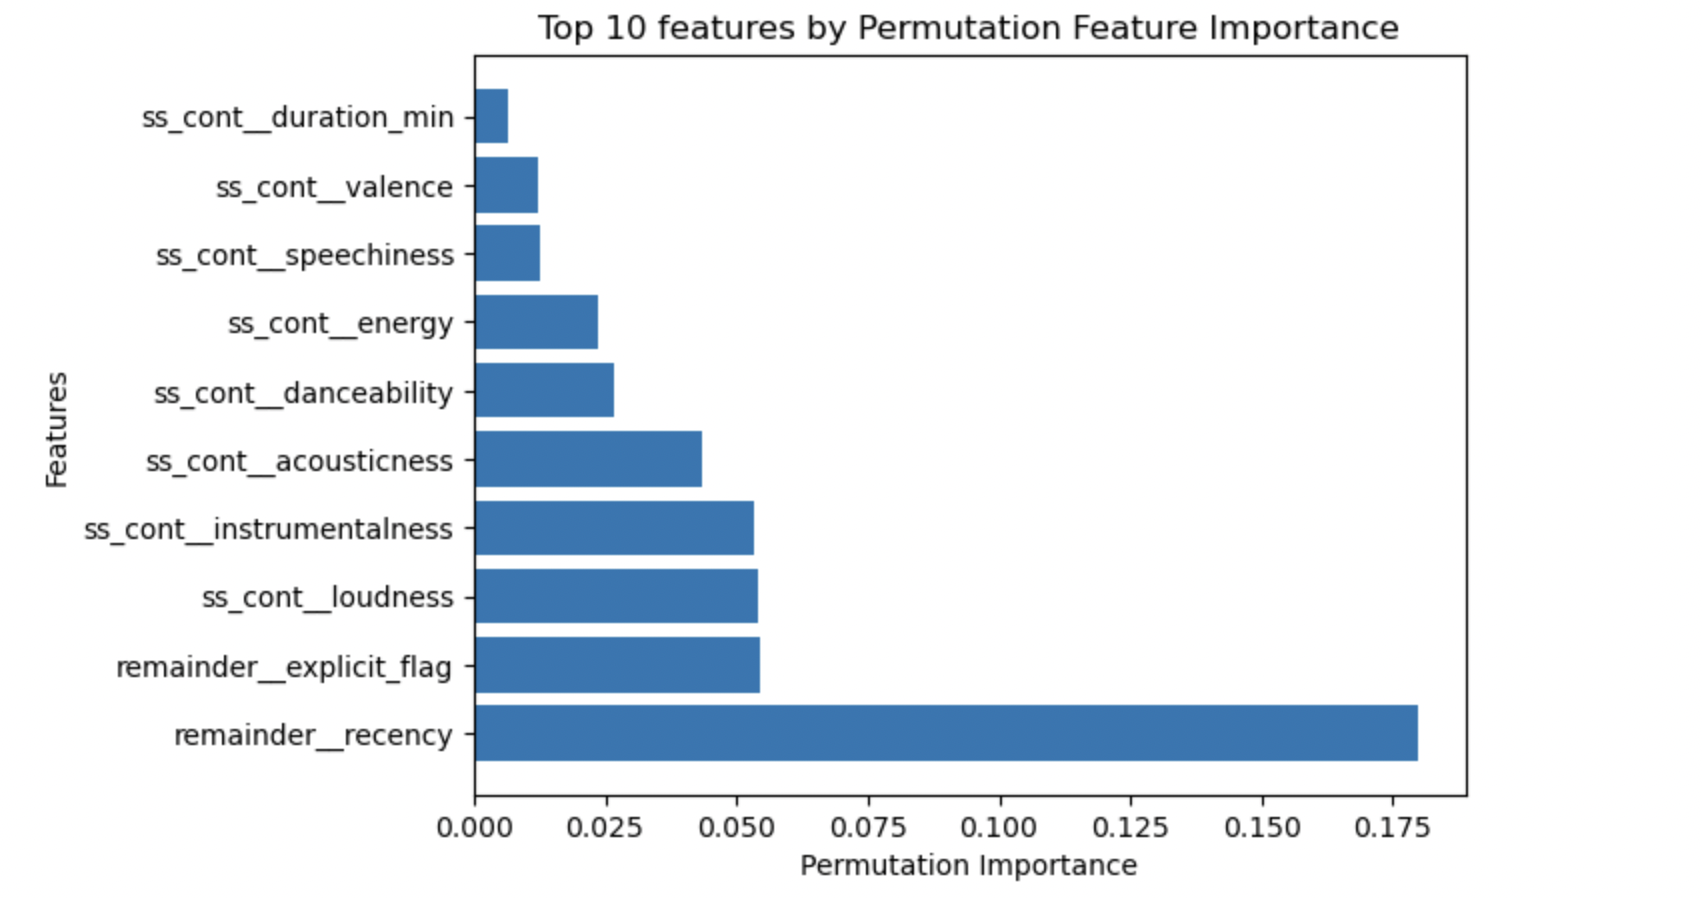 Top 10 features by Permutation Feature Importance
ss_cont__duration_min
ss_cont__valence
ss_cont__speechiness
ss_cont__energy
ss_cont__danceability
ss_cont__acousticness
ss_cont__instrumentalness
ss_cont__loudness
remainder__explicit_flag
remainder__recency
Features
0.000 0.025 0.050 0.075 0.100 0.125 0.150 0.175
Permutation Importance